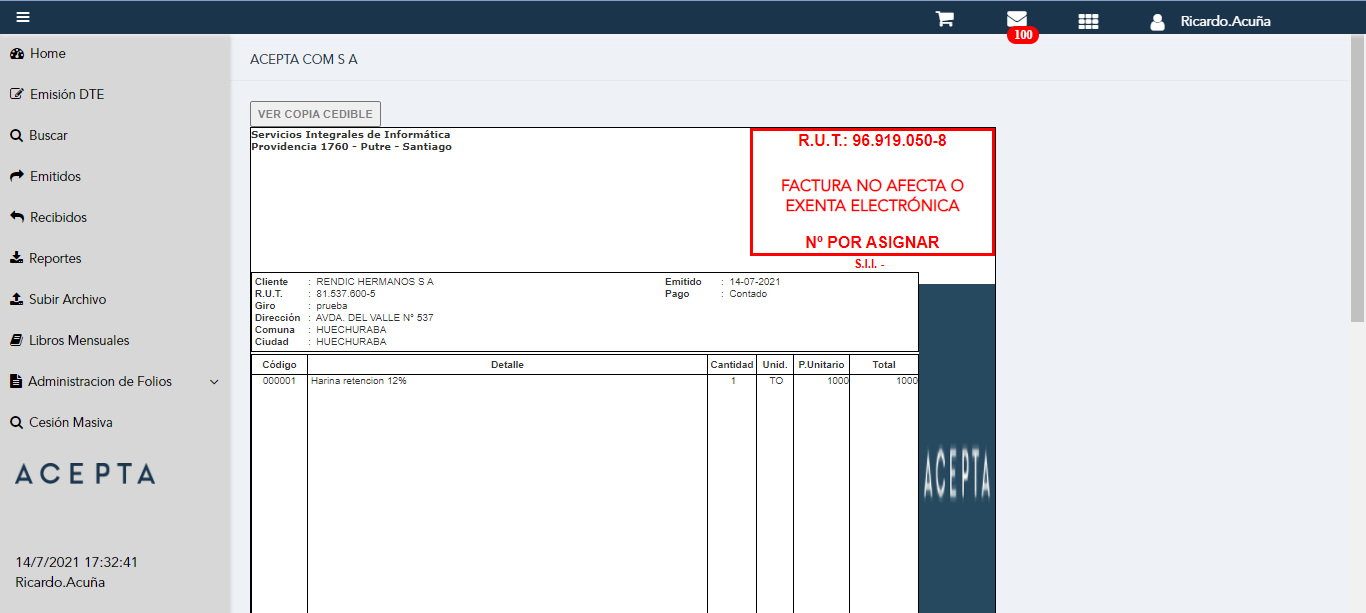 Ricardo.Acuña
100
Home
Emisión DTE
Buscar
Emitidos
Recibidos
Reportes
Subir Archivo
Libros Mensuales
Administracion de Folios
Cesión Masiva
ACEPTA
14/7/2021 17:32:41
Ricardo.Acuña
ACEPTA COM S A
VER COPIA CEDIBLE
Servicios Integrales de Informática
Providencia 1760 - Putre - Santiago
R.U.T.: 96.919.050-8
FACTURA NO AFECTA O
EXENTA ELECTRÓNICA
Nº POR ASIGNAR
S.I.I. -
Cliente : RENDIC HERMANOS S A Emitido : 14-07-2021
R.U.T. : 81.537.600-5 Pago : Contado
Giro : prueba
Dirección : AVDA. DEL VALLE N° 537
Comuna : HUECHURABA
Ciudad : HUECHURABA
Código Detalle Cantidad Unid. P.Unitario Total
000001 Harina retencion 12% 1 TO 1000 1000
ACEPTA